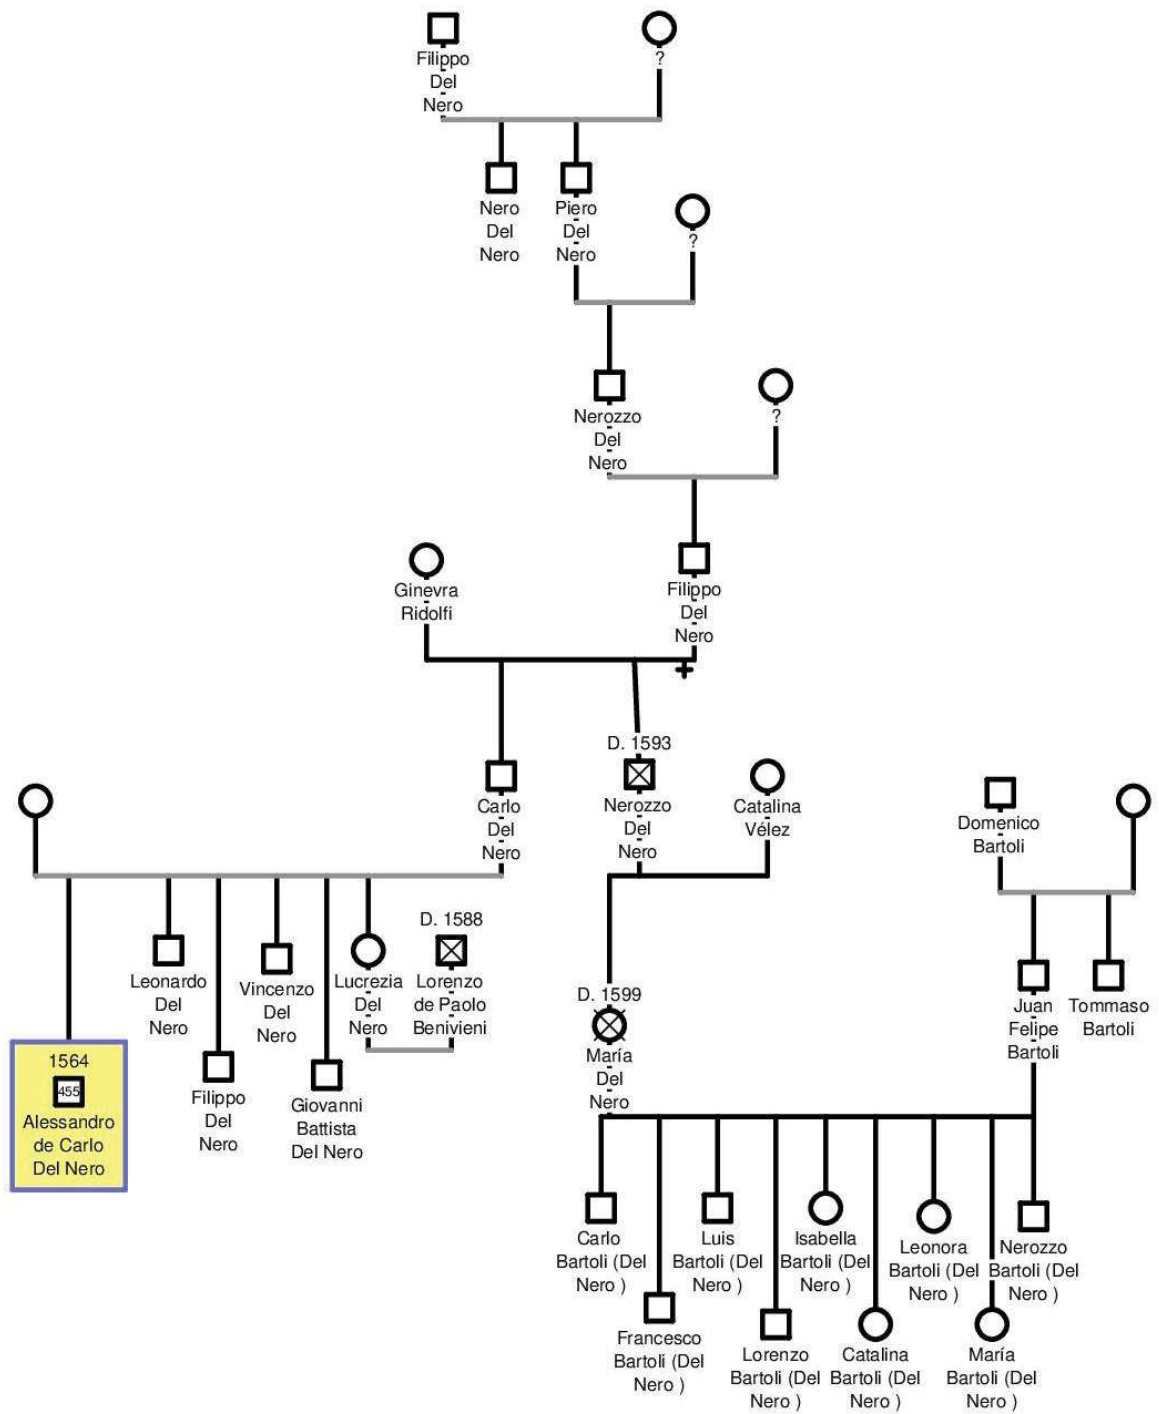 Filippo
Del
Nero
?
Nero
Del
Nero
Piero
Del
Nero
?
Nerozzo
Del
Nero
?
Ginevra
Ridolfi
Filippo
Del
Nero
Carlo
Del
Nero
D. 1593
Nerozzo
Del
Nero
Catalina
Vélez
Domenico
Bartoli
1564
455
Alessandro
de Carlo
Del Nero
Leonardo
Del
Nero
Filippo
Del
Nero
Vincenzo
Del
Nero
Giovanni
Battista
Del Nero
Lucrezia
Del
Nero
D. 1588
Lorenzo
de Paolo
Benivieni
D. 1599
María
Del
Nero
Juan
Felipe
Bartoli
Tommaso
Bartoli
Carlo
Bartoli (Del
Nero )
Francesco
Bartoli (Del
Nero )
Luis
Bartoli (Del
Nero )
Lorenzo
Bartoli (Del
Nero )
Isabella
Bartoli (Del
Nero )
Catalina
Bartoli (Del
Nero )
Leonora
Bartoli (Del
Nero )
María
Bartoli (Del
Nero )
Nerozzo
Bartoli (Del
Nero )